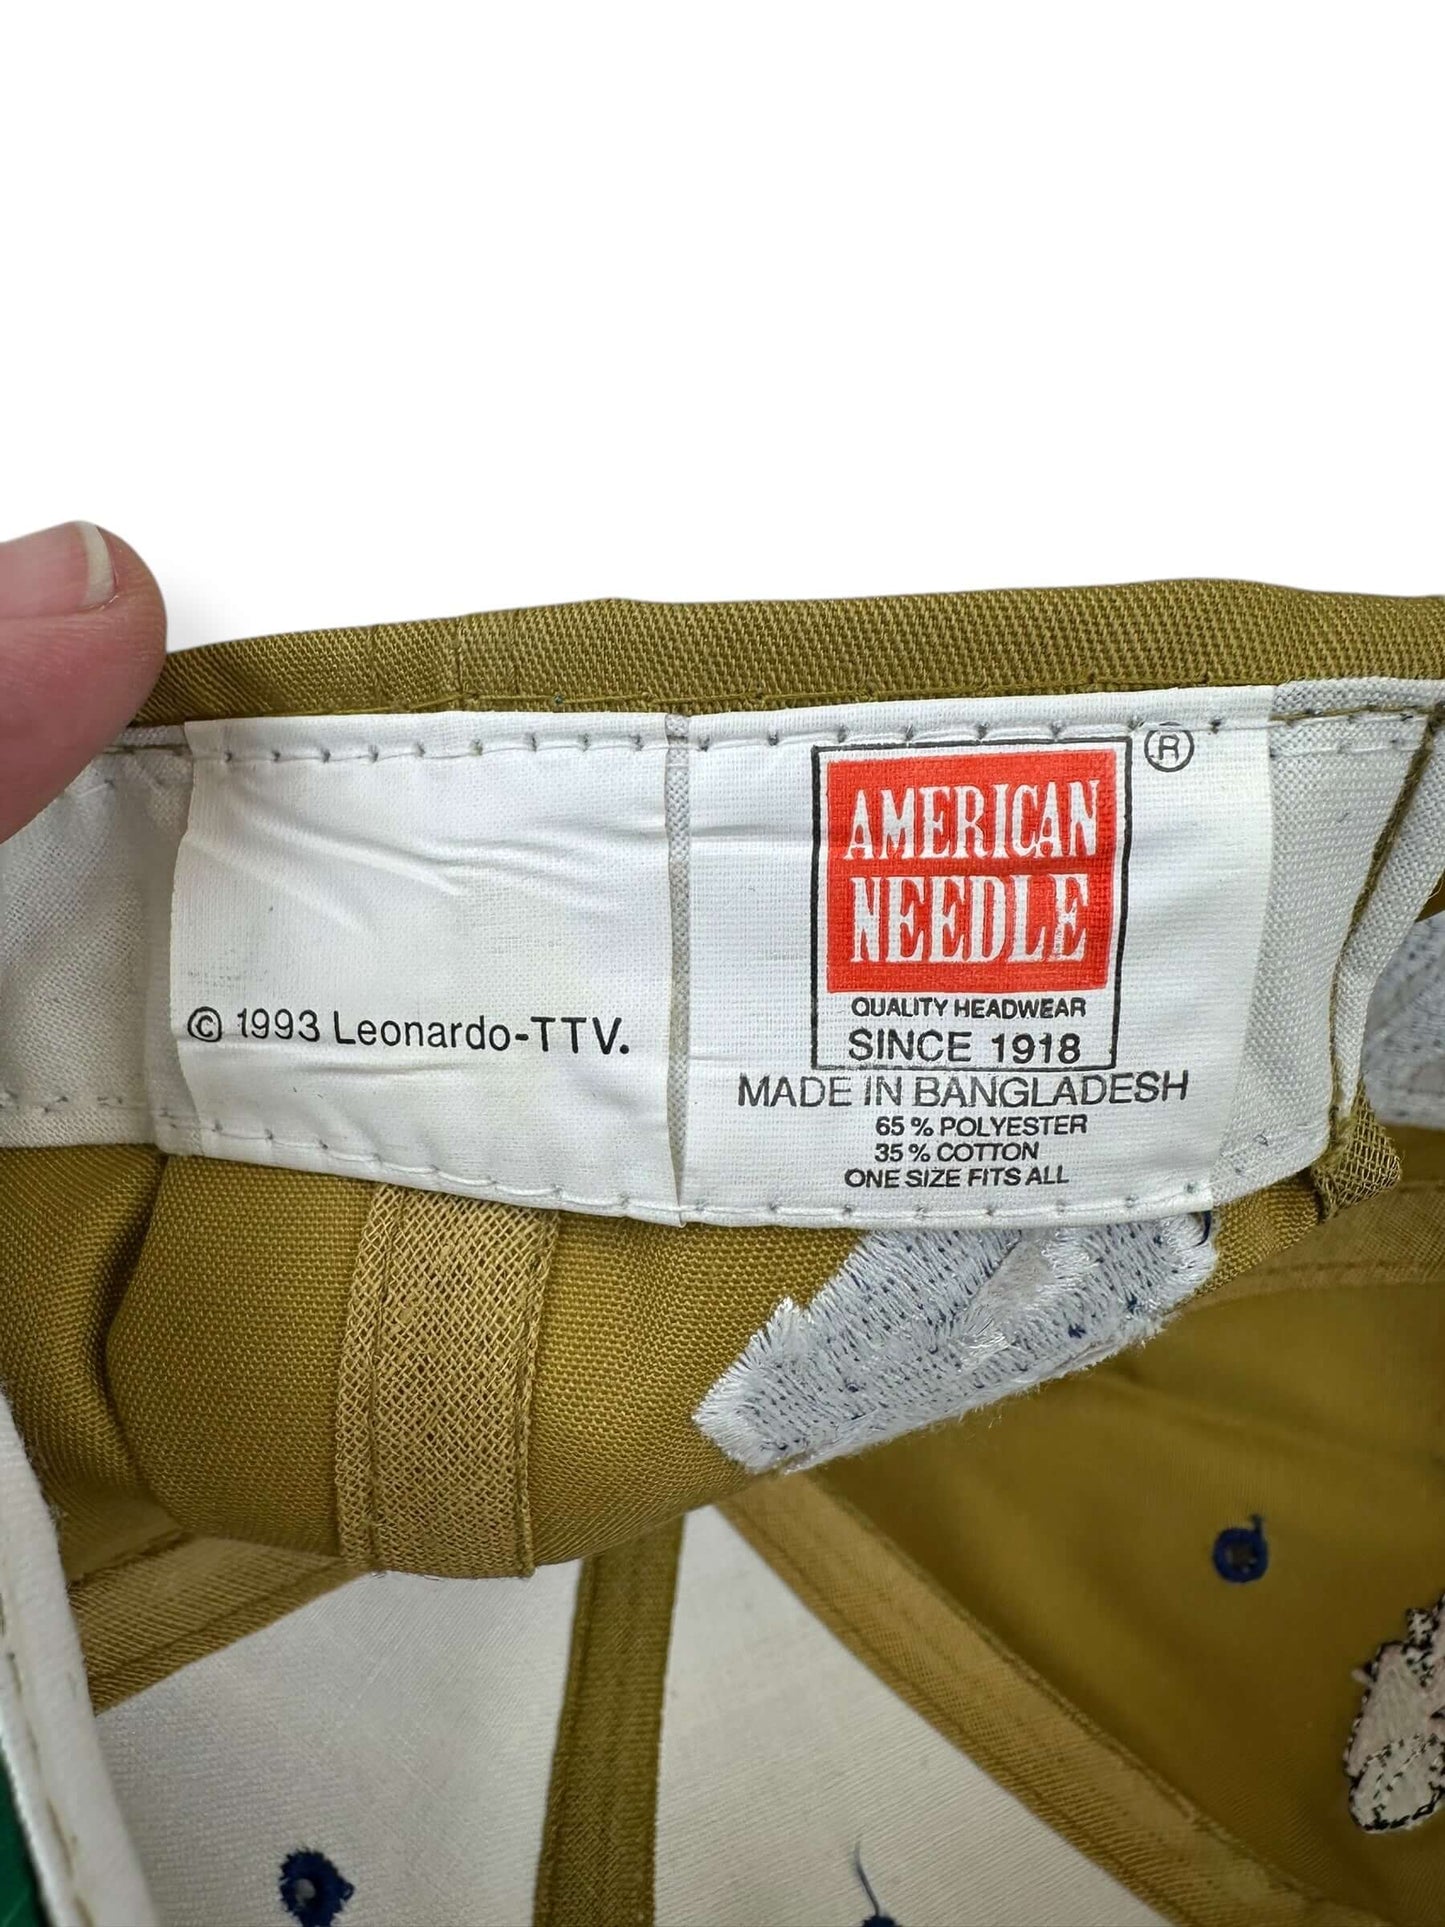 © 1993 Leonardo-TTV.
®
AMERICAN
NEEDLE
QUALITY HEADWEAR
SINCE 1918
MADE IN BANGLADESH
65% POLYESTER
35% COTTON
ONE SIZE FITS ALL